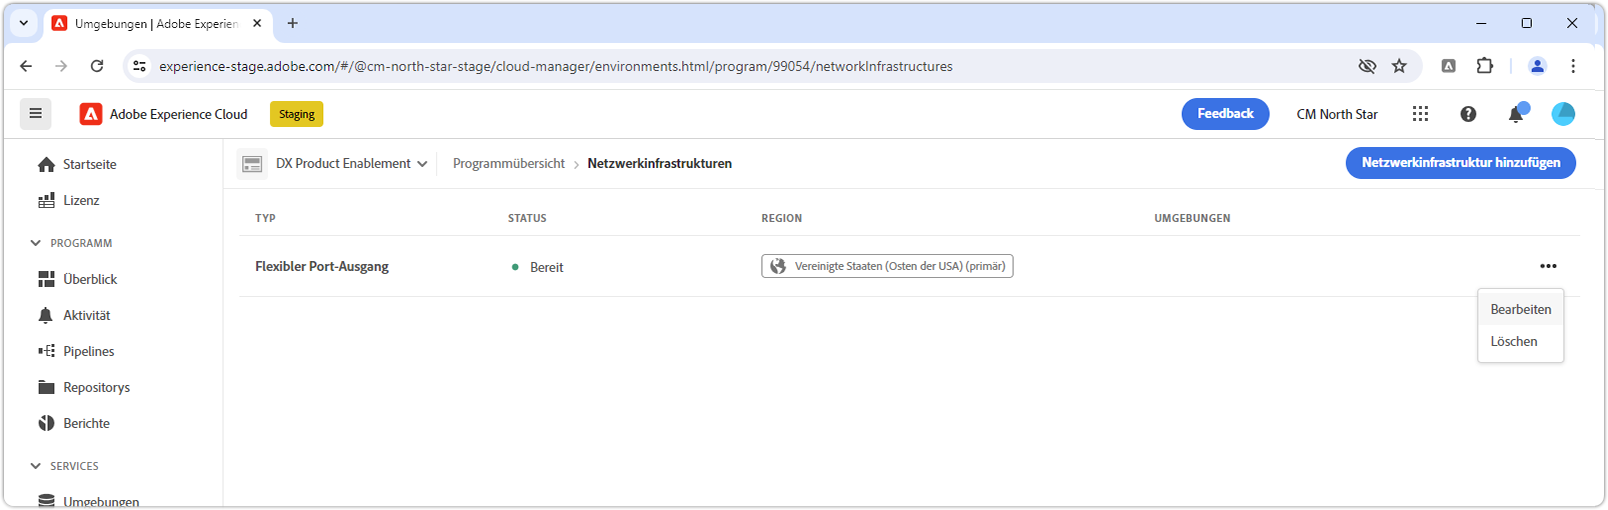 Umgebungen | Adobe Experien
experience-stage.adobe.com/#/@cm-north-star-stage/cloud-manager/environments.html/program/99054/networkInfrastructures
Adobe Experience Cloud
Staging
Feedback
CM North Star
Startseite
Lizenz
PROGRAMM
Überblick
Aktivität
Pipelines
Repositorys
Berichte
SERVICES
Umgebungen
DX Product Enablement
Programmübersicht > Netzwerkinfrastrukturen
Netzwerkinfrastruktur hinzufügen
TYP STATUS REGION UMGEBUNGEN
Flexibler Port-Ausgang Bereit Vereinigte Staaten (Osten der USA) (primär)
Bearbeiten
Löschen